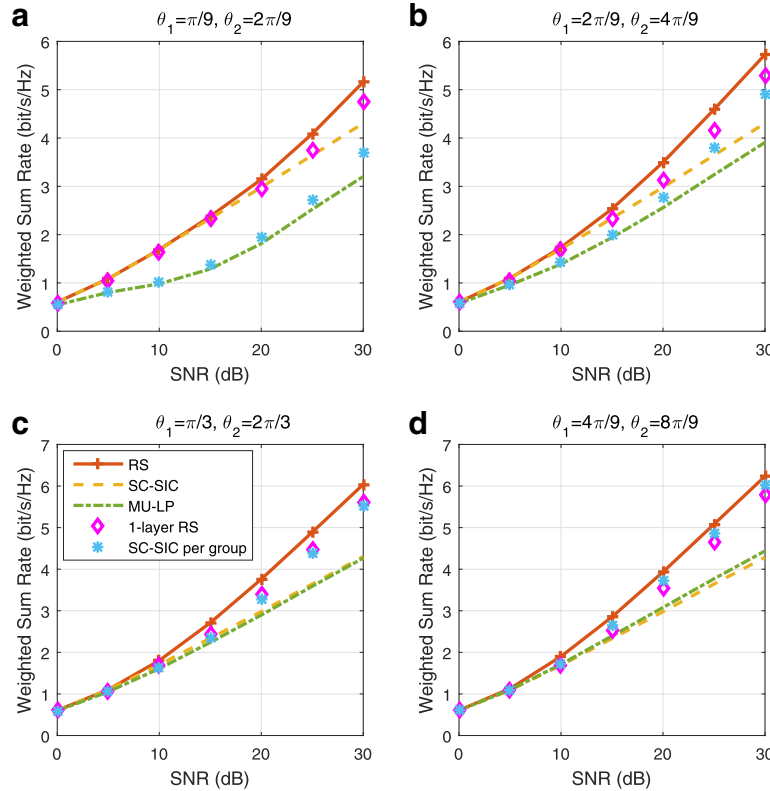 a
θ1=π/9, θ2=2π/9
Weighted Sum Rate (bit/s/Hz)
6
5
4
3
2
1
0
0 10 20 30
SNR (dB)
b
θ1=2π/9, θ2=4π/9
Weighted Sum Rate (bit/s/Hz)
6
5
4
3
2
1
0
0 10 20 30
SNR (dB)
c
θ1=π/3, θ2=2π/3
Weighted Sum Rate (bit/s/Hz)
7
6
5
4
3
2
1
0
RS
SC-SIC
MU-LP
1-layer RS
SC-SIC per group
0 10 20 30
SNR (dB)
d
θ1=4π/9, θ2=8π/9
Weighted Sum Rate (bit/s/Hz)
7
6
5
4
3
2
1
0
0 10 20 30
SNR (dB)